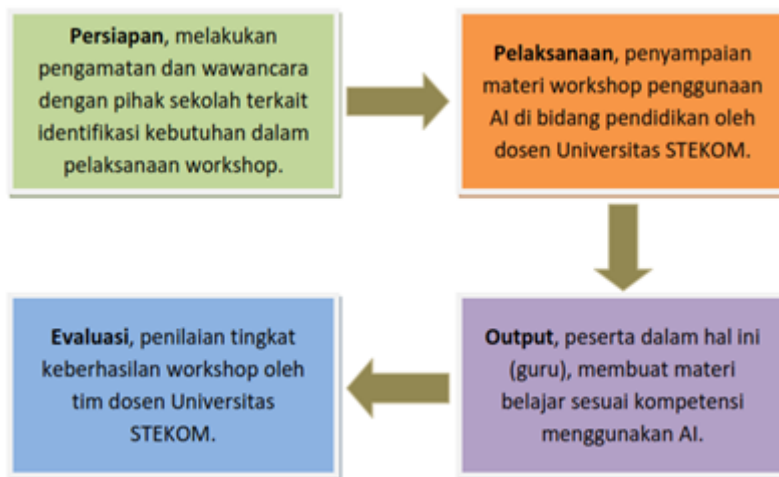 Persiapan, melakukan
pengamatan dan wawancara
dengan pihak sekolah terkait
identifikasi kebutuhan dalam
pelaksanaan workshop.
Pelaksanaan, penyampaian
materi workshop penggunaan
AI di bidang pendidikan oleh
dosen Universitas STEKOM.
Output, peserta dalam hal ini
(guru), membuat materi
belajar sesuai kompetensi
menggunakan AI.
Evaluasi, penilaian tingkat
keberhasilan workshop oleh
tim dosen Universitas
STEKOM.